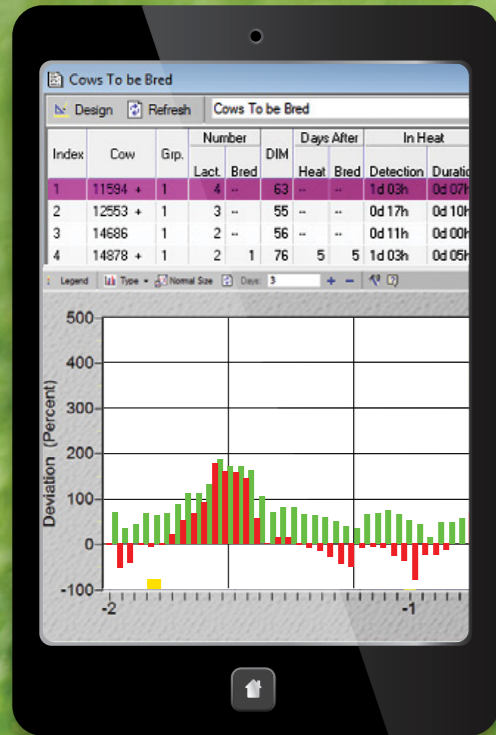 Cows To be Bred
Design Refresh Cows To be Bred
Number Days After In Heat
Index Cow Grp. DIM
Lact. Bred Heat Bred Detection Duratio
1 11594 + 1 4 -- 63 -- -- 1d 03h 0d 07h
2 12553 + 1 3 -- 55 -- -- 0d 17h 0d 10h
3 14686 1 2 -- 56 -- -- 0d 11h 0d 00h
4 14878 + 1 2 1 76 5 5 1d 03h 0d 05h
Legend Type Normal Size Days: 3
Deviation (Percent)
500
400
300
200
100
0
-100
-2 -1